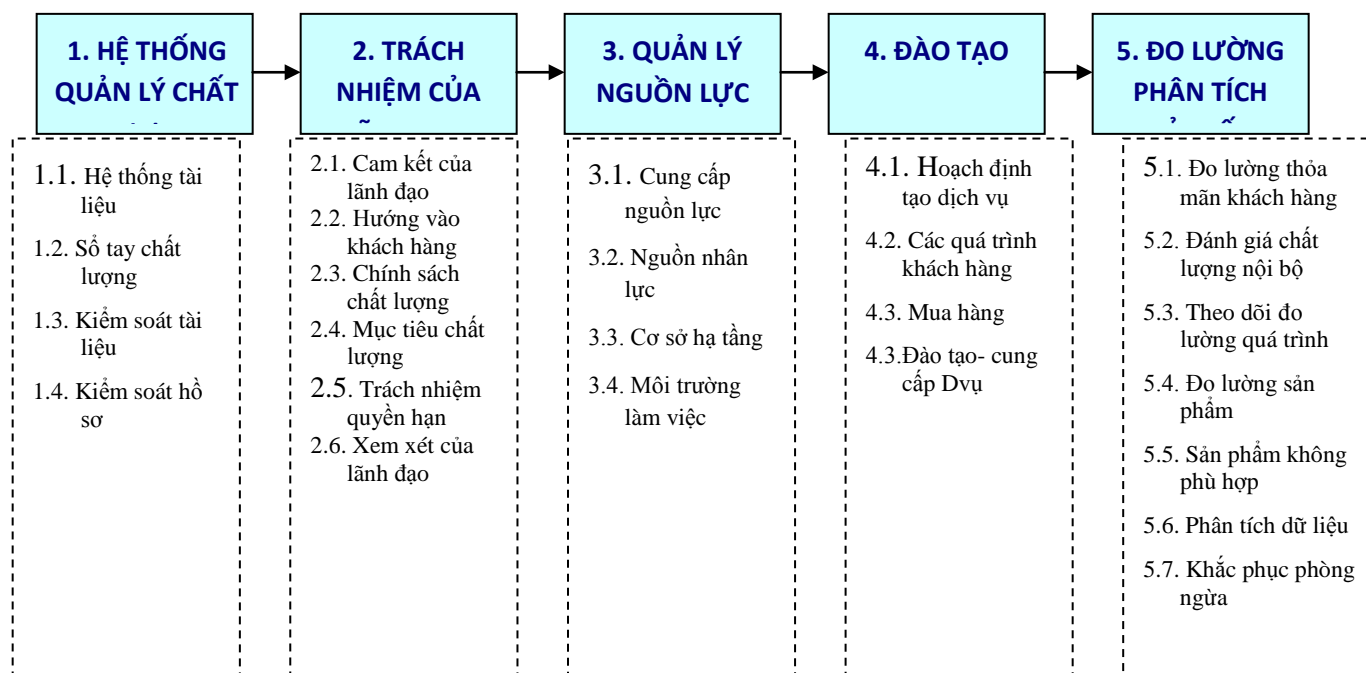 1. HỆ THỐNG
QUẢN LÝ CHẤT
1.1. Hệ thống tài
liệu
1.2. Sổ tay chất
lượng
1.3. Kiểm soát tài
liệu
1.4. Kiểm soát hồ
sơ
2. TRÁCH
NHIỆM CỦA
2.1. Cam kết của
lãnh đạo
2.2. Hướng vào
khách hàng
2.3. Chính sách
chất lượng
2.4. Mục tiêu chất
lượng
2.5. Trách nhiệm
quyền hạn
2.6. Xem xét của
lãnh đạo
3. QUẢN LÝ
NGUỒN LỰC
3.1. Cung cấp
nguồn lực
3.2. Nguồn nhân
lực
3.3. Cơ sở hạ tầng
3.4. Môi trường
làm việc
4. ĐÀO TẠO
4.1. Hoạch định
tạo dịch vụ
4.2. Các quá trình
khách hàng
4.3. Mua hàng
4.3.Đào tạo- cung
cấp Dvụ
5. ĐO LƯỜNG
PHÂN TÍCH
5.1. Đo lường thỏa
mãn khách hàng
5.2. Đánh giá chất
lượng nội bộ
5.3. Theo dõi đo
lường quá trình
5.4. Đo lường sản
phẩm
5.5. Sản phẩm không
phù hợp
5.6. Phân tích dữ liệu
5.7. Khắc phục phòng
ngừa